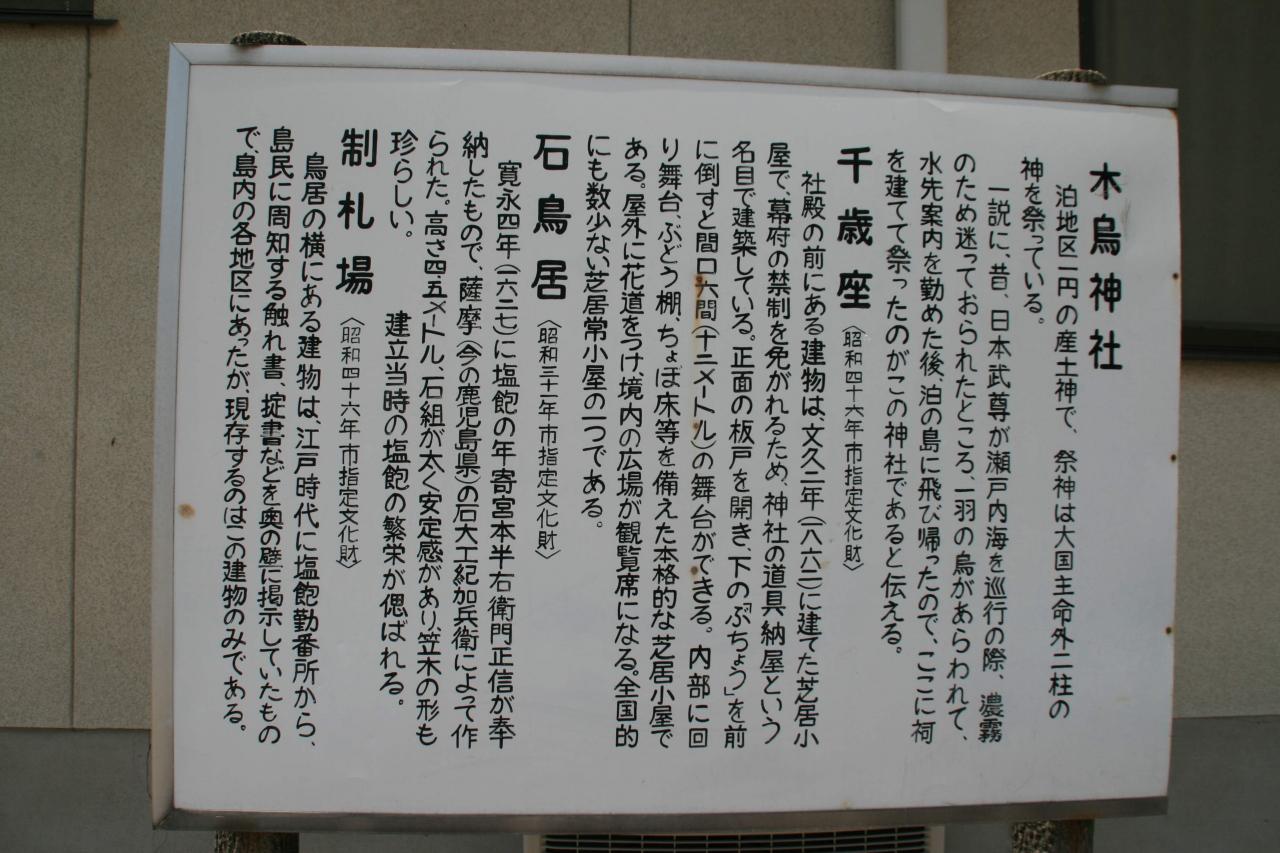 木烏神社
泊地区一円の産土神で、祭神は大国主命外二柱の
神を祭っている。
一説に、昔、日本武尊が瀬戸内海を巡行の際、濃霧
のため迷っておられたところ、一羽の烏があらわれて、
水先案内を勤めた後、泊の島に飛び帰ったので、ここに祠
を建てて祭ったのがこの神社であると伝える。
千歳座〈昭和四十六年市指定文化財〉
社殿の前にある建物は、文久二年(一八六二)に建てた芝居小
屋で、幕府の禁制を免がれるため、神社の道具納屋という
名目で建築している。正面の板戸を開き、下の「ぶちょう」を前
に倒すと間口六間(十二メートル)の舞台ができる。内部に回
り舞台、ぶどう棚、ちょぼ床等を備えた本格的な芝居小屋で
ある。屋外に花道をつけ、境内の広場が観覧席になる。全国的
にも数少ない芝居常小屋の一つである。
石鳥居〈昭和三十一年市指定文化財〉
寛永四年(一六二七)に塩飽の年寄宮本半右衛門正信が奉
納したもので、薩摩(今の鹿児島県)の石大工紀加兵衛によって作
られた。高さ四・五メートル、石組が太く安定感があり、笠木の形も
珍らしい。 建立当時の塩飽の繁栄が偲ばれる。
制札場〈昭和四十六年市指定文化財〉
鳥居の横にある建物は、江戸時代に塩飽勤番所から、
島民に周知する触れ書、掟書などを奥の壁に掲示していたもの
で、島内の各地区にあったが現存するのはこの建物のみである。